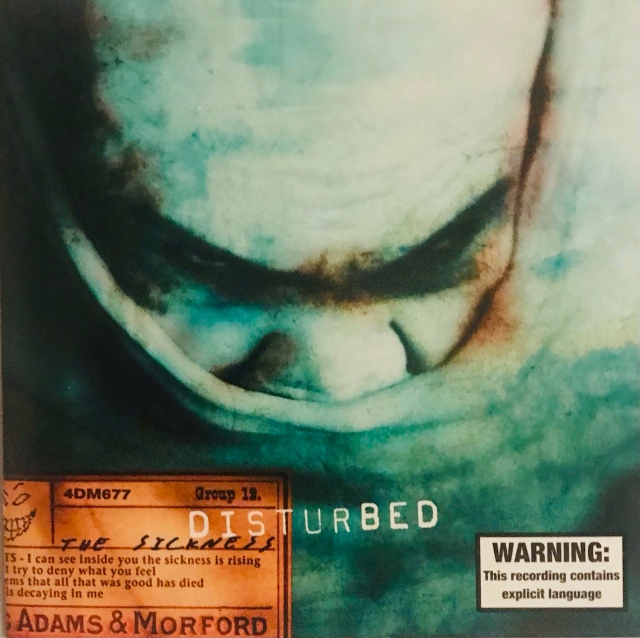 4DM677 Group 12.
DISTURBED
THE SICKNESS
TS - I can see inside you the sickness is rising
t try to deny what you feel
ems that all that was good has died
is decaying in me
S ADAMS & MORFORD
WARNING:
This recording contains
explicit language